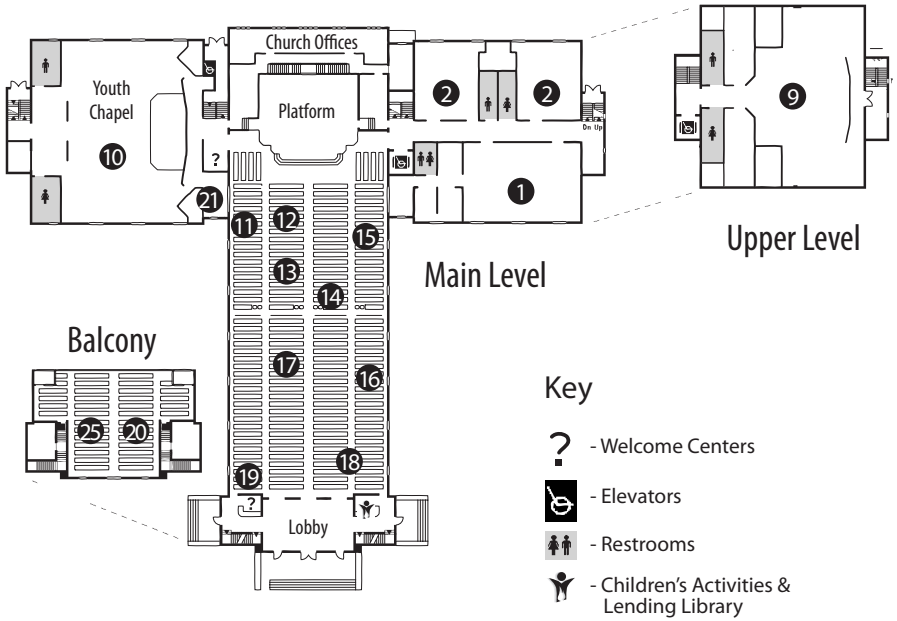 Church Offices
Youth
Chapel
Platform
2
2
9
Dn Up
10
?
1
21
11
12
15
Upper Level
13
Main Level
14
Balcony
17
16
Key
25
20
? - Welcome Centers
18
19
- Elevators
?
Lobby
- Restrooms
- Children's Activities &
Lending Library